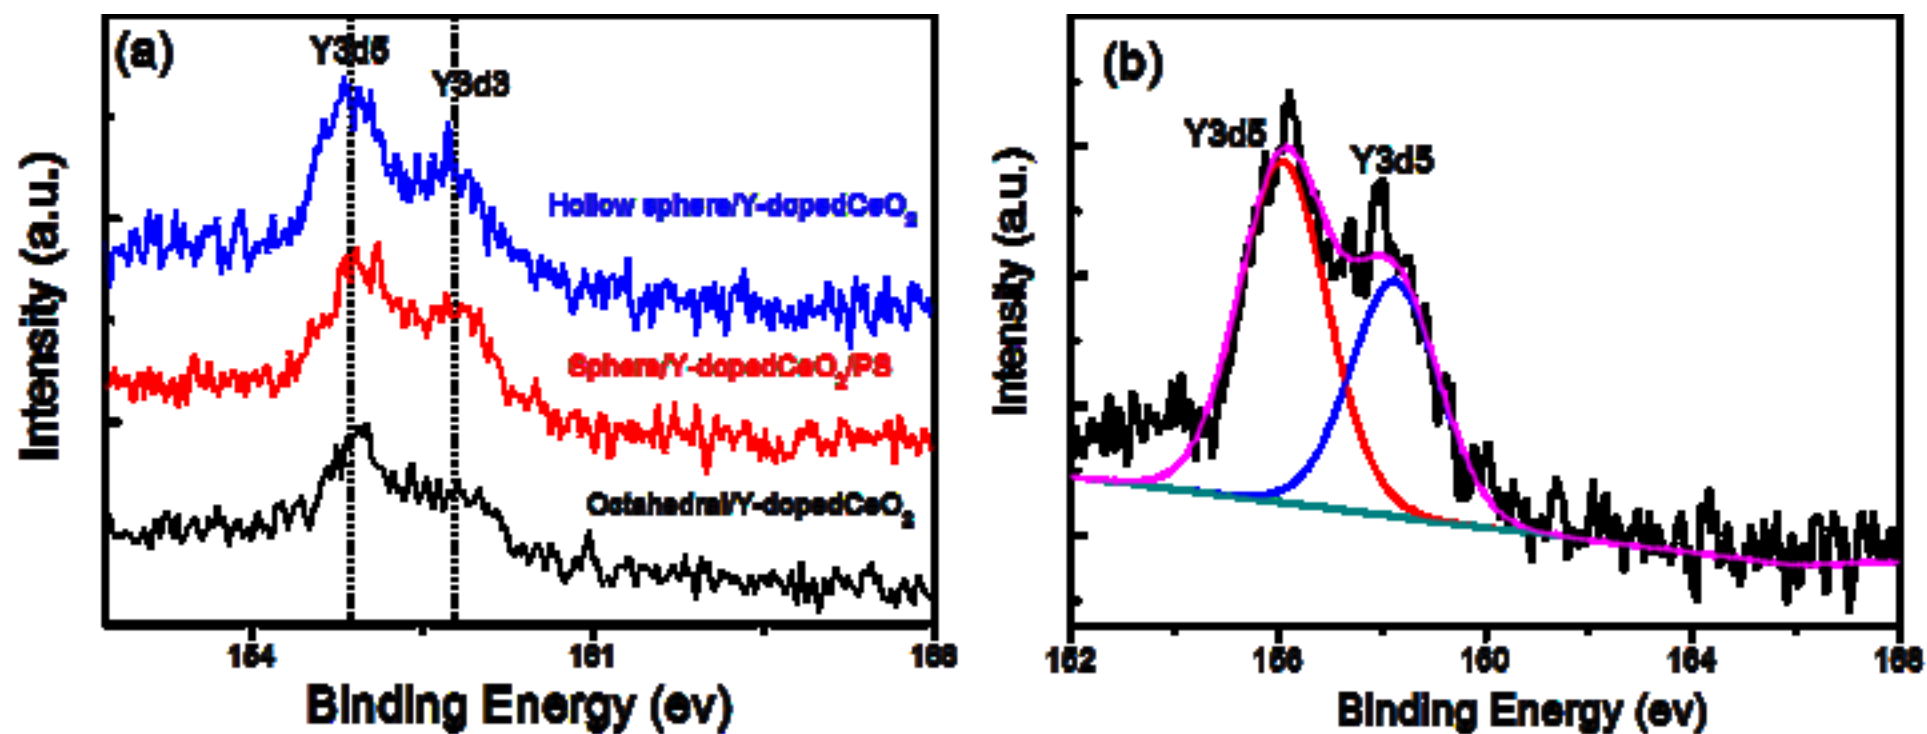 (a)
Y3d5
Y3d3
Hollow sphere/Y-dopedCeO₂
Sphere/Y-dopedCeO₂/PS
Octahedral/Y-dopedCeO₂
Intensity (a.u.)
154 161 168
Binding Energy (ev)
(b)
Y3d5
Y3d5
Intensity (a.u.)
152 156 160 164 168
Binding Energy (ev)